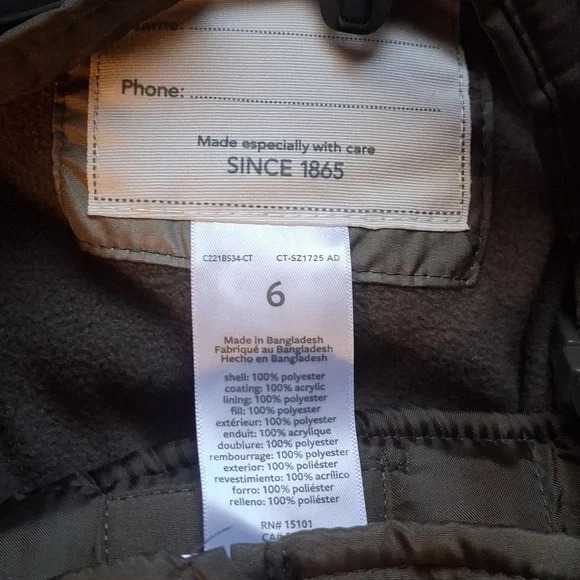 Name:
Phone:
Made especially with care
SINCE 1865
C221BS34-CT CT-SZ1725 AD
6
Made in Bangladesh
Fabriqué au Bangladesh
Hecho en Bangladesh
shell: 100% polyester
coating: 100% acrylic
lining: 100% polyester
fill: 100% polyester
extérieur: 100% polyester
enduit: 100% acrylique
doublure: 100% polyester
rembourrage: 100% polyester
exterior: 100% poliéster
revestimiento: 100% acrílico
forro: 100% poliéster
relleno: 100% poliéster
RN# 15101
CA#